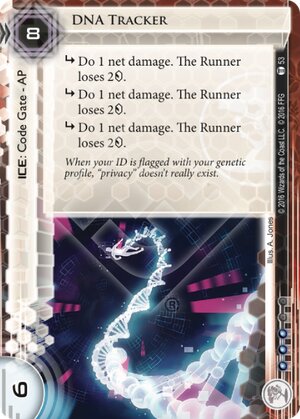 DNA Tracker
8
ICE: Code Gate - AP
↳ Do 1 net damage. The Runner
loses 2
↳ Do 1 net damage. The Runner
loses 2
↳ Do 1 net damage. The Runner
loses 2
When your ID is flagged with your genetic
profile, “privacy” doesn’t really exist.
53
© 2016 Wizards of the Coast LLC. © 2016 FFG
Illus. A. Jones
6